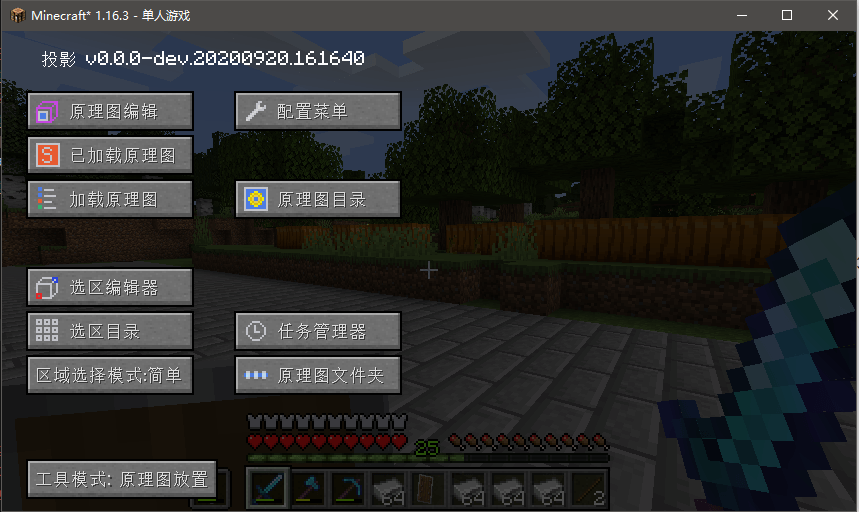 Minecraft* 1.16.3 - 单人游戏
投影 v0.0.0-dev.20200920.161640
原理图编辑
配置菜单
S
已加载原理图
加载原理图
原理图目录
选区编辑器
选区目录
任务管理器
区域选择模式:简单
原理图文件夹
25
工具模式: 原理图放置
64 64 64 64 2